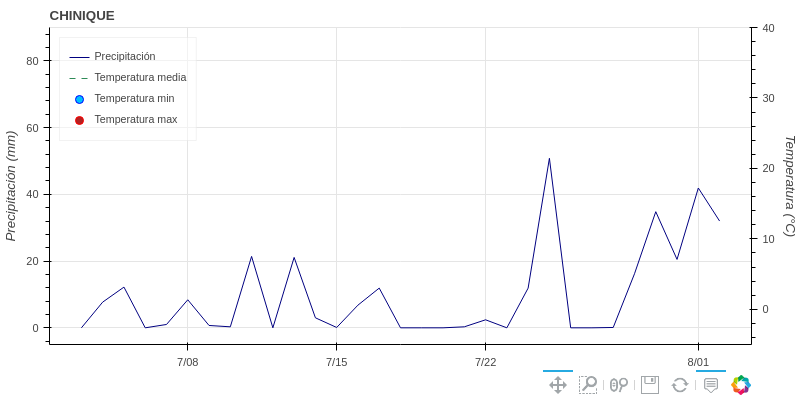 CHINIQUE
Precipitación
Temperatura media
Temperatura min
Temperatura max
Precipitación (mm)
80
60
40
20
0
Temperatura (°C)
40
30
20
10
0
7/08
7/15
7/22
8/01